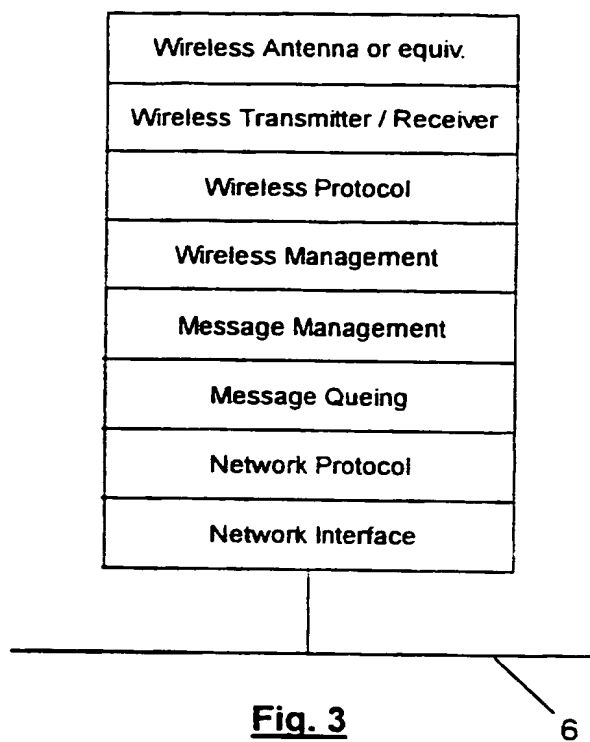 Wireless Antenna or equiv.
Wireless Transmitter / Receiver
Wireless Protocol
Wireless Management
Message Management
Message Queing
Network Protocol
Network Interface
Fig. 3
6